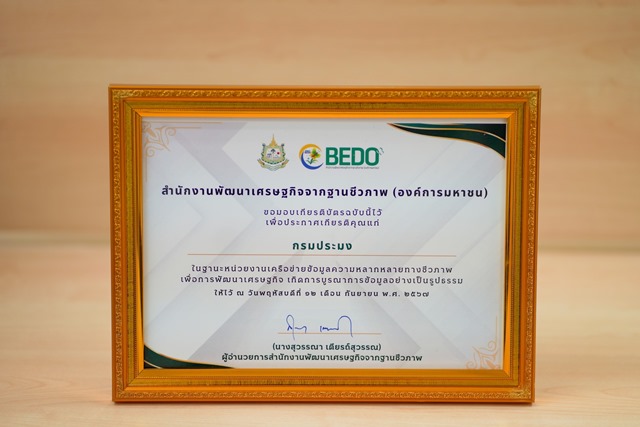 BEDO
สำนักงานพัฒนาเศรษฐกิจจากฐานชีวภาพ (องค์การมหาชน)
ขอมอบเกียรติบัตรฉบับนี้ไว้
เพื่อประกาศเกียรติคุณแก่
กรมประมง
ในฐานะหน่วยงานเครือข่ายข้อมูลความหลากหลายทางชีวภาพ
เพื่อการพัฒนาเศรษฐกิจ เกิดการบูรณาการข้อมูลอย่างเป็นรูปธรรม
ให้ไว้ ณ วันพฤหัสบดีที่ ๑๒ เดือน กันยายน พ.ศ. ๒๕๖๗
(นางสุวรรณา เตียรถ์สุวรรณ)
ผู้อำนวยการสำนักงานพัฒนาเศรษฐกิจจากฐานชีวภาพ